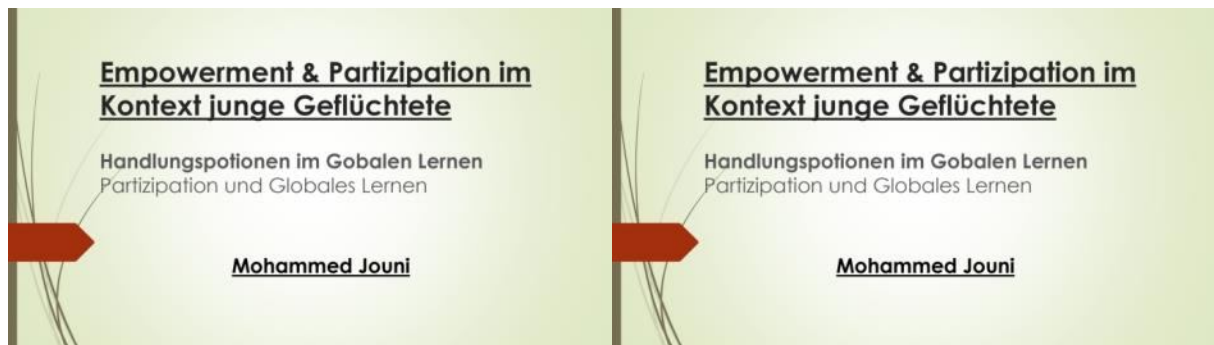 Empowerment & Partizipation im
Kontext junge Geflüchtete
Handlungspotionen im Gobalen Lernen
Partizipation und Globales Lernen
Mohammed Jouni
Empowerment & Partizipation im
Kontext junge Geflüchtete
Handlungspotionen im Gobalen Lernen
Partizipation und Globales Lernen
Mohammed Jouni